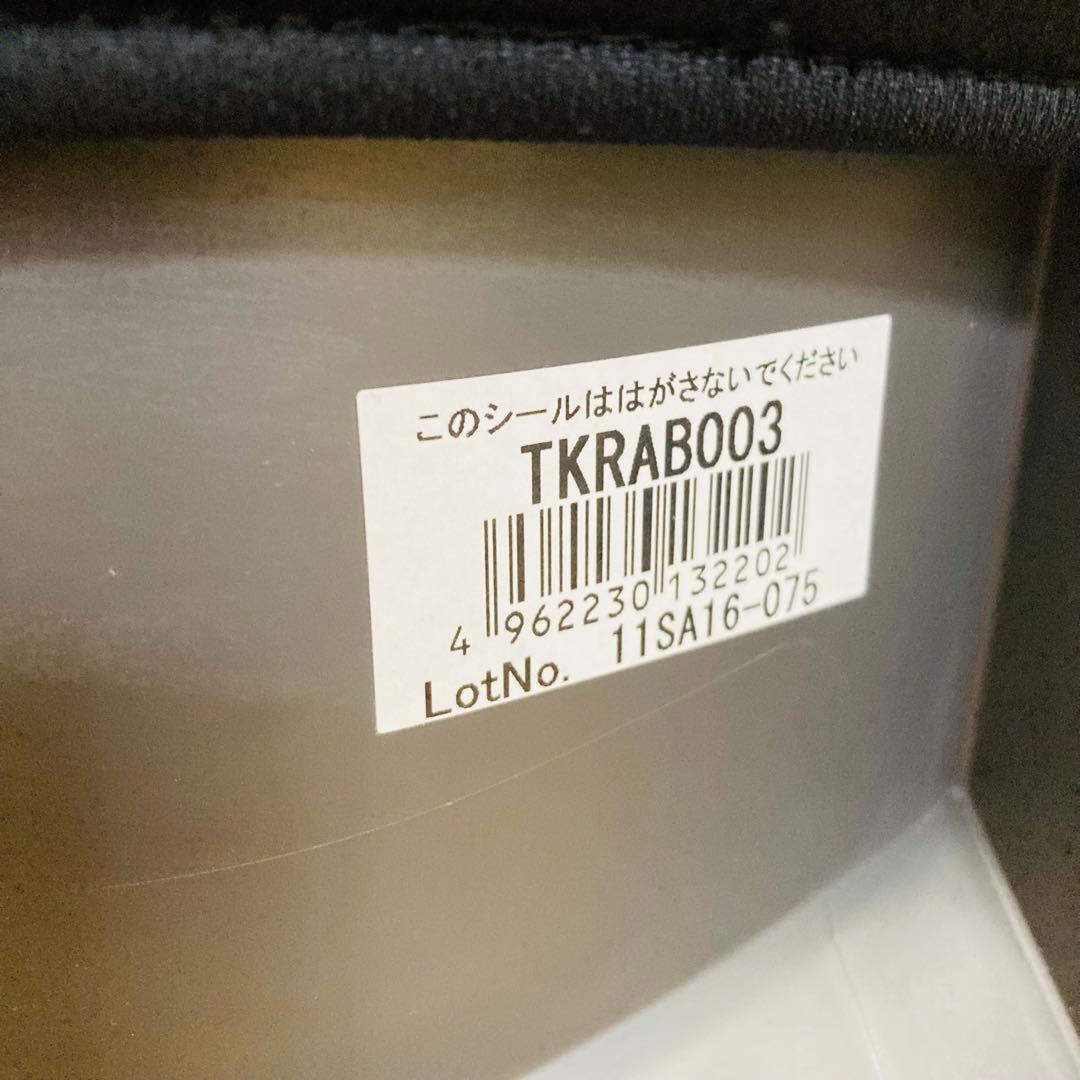 このシールははがさないでください
TKRAB003
4 962230 132202
LotNo. 11SA16-075